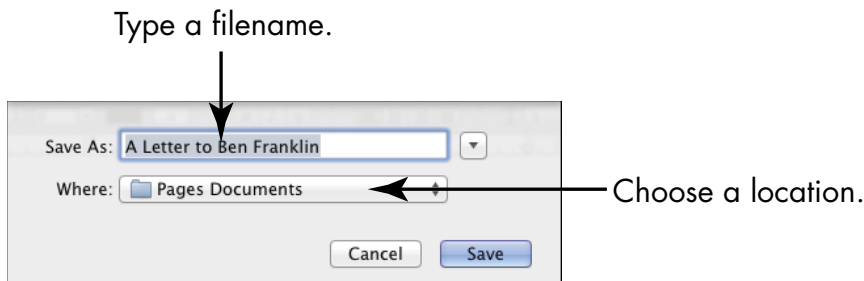 Type a filename.
Save As: A Letter to Ben Franklin
Where: Pages Documents
Choose a location.
Cancel Save